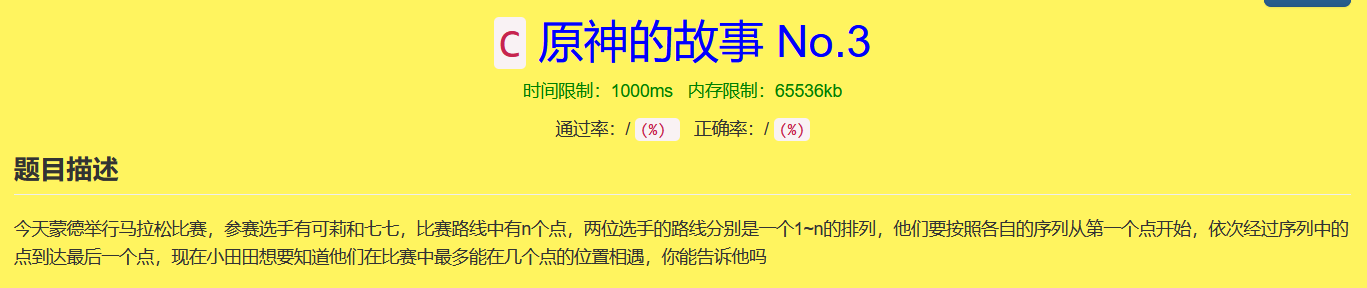 C 原神的故事 No.3
时间限制：1000ms 内存限制：65536kb
通过率：/ (%) 正确率：/ (%)
题目描述
今天蒙德举行马拉松比赛，参赛选手有可莉和七七，比赛路线中有n个点，两位选手的路线分别是一个1~n的排列，他们要按照各自的序列从第一个点开始，依次经过序列中的
点到达最后一个点，现在小田田想要知道他们在比赛中最多能在几个点的位置相遇，你能告诉他吗